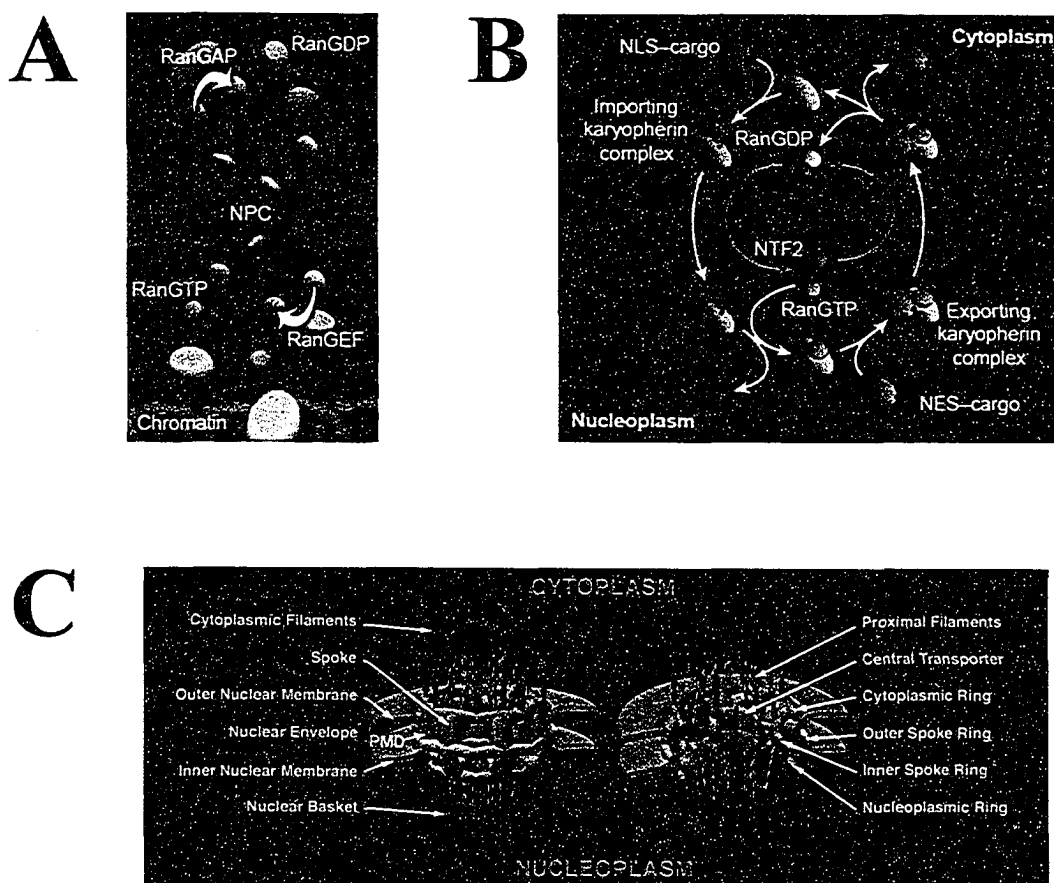 A
RanGAP
RanGDP
NPC
RanGTP
RanGEF
Chromatin
B
NLS–cargo
Cytoplasm
Importing
karyopherin
complex
RanGDP
NTF2
RanGTP
Exporting
karyopherin
complex
NES–cargo
Nucleoplasm
C
CYTOPLASM
Cytoplasmic Filaments
Spoke
Outer Nuclear Membrane
Nuclear Envelope
PMD
Inner Nuclear Membrane
Nuclear Basket
Proximal Filaments
Central Transporter
Cytoplasmic Ring
Outer Spoke Ring
Inner Spoke Ring
Nucleoplasmic Ring
NUCLEOPLASM